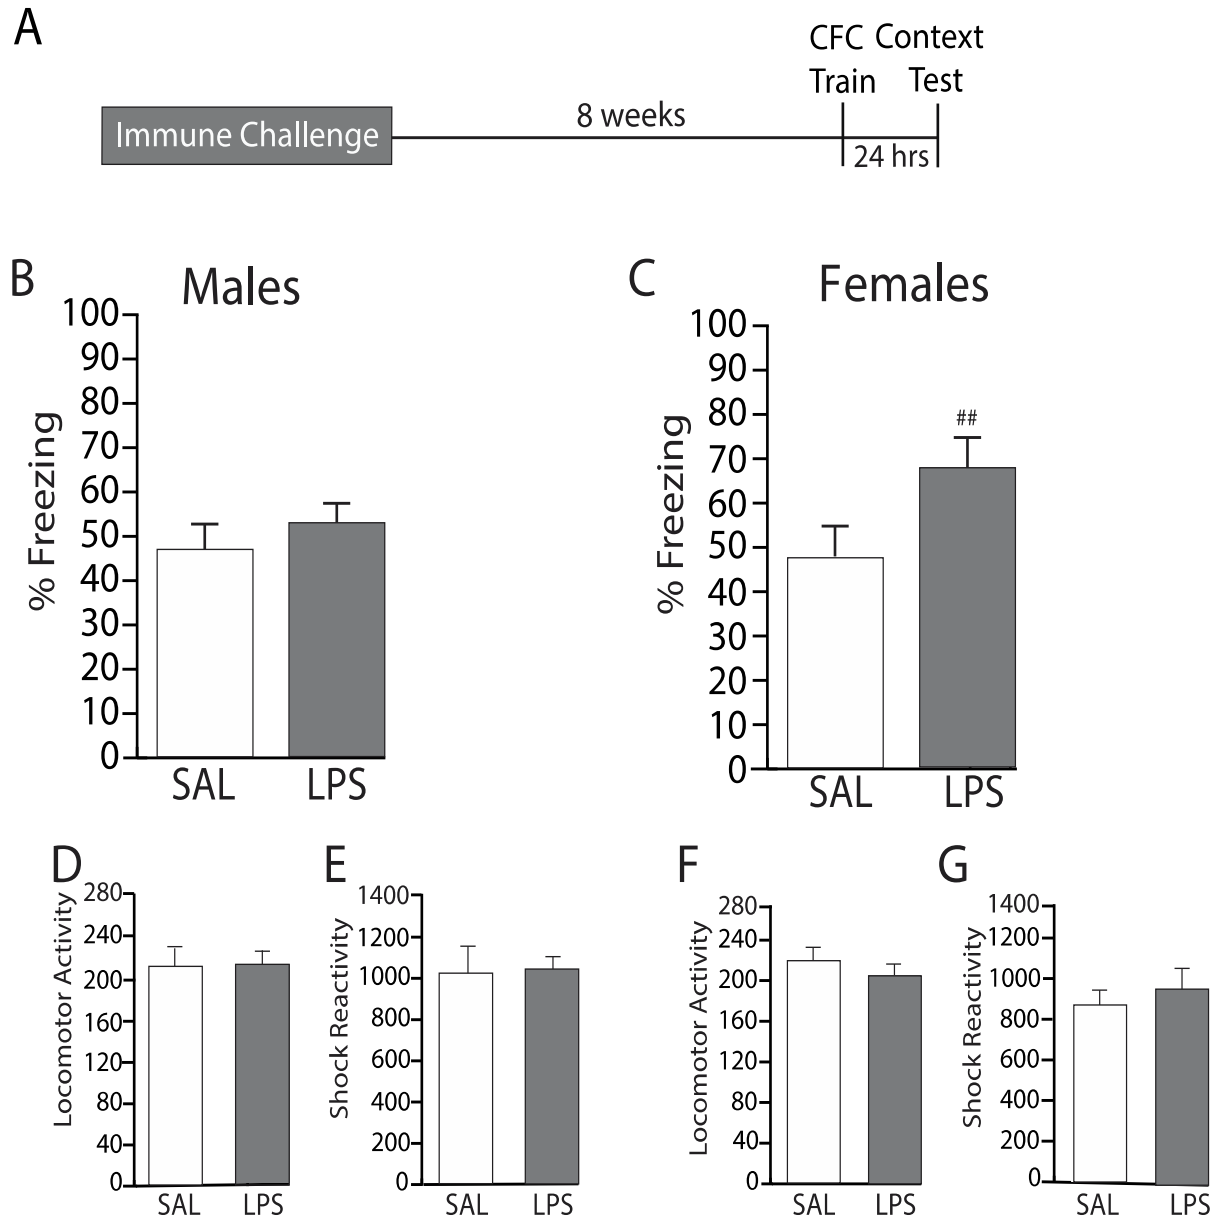 A
CFC Context
Train Test
Immune Challenge
8 weeks
24 hrs
B
Males
% Freezing
100
90
80
70
60
50
40
30
20
10
0
SAL LPS
C
Females
% Freezing
100
90
80
70
60
50
40
30
20
10
0
##
SAL LPS
D
Locomotor Activity
280
240
200
160
120
80
40
0
SAL LPS
E
Shock Reactivity
1400
1200
1000
800
600
400
200
0
SAL LPS
F
Locomotor Activity
280
240
200
160
120
80
40
0
SAL LPS
G
Shock Reactivity
1400
1200
1000
800
600
400
200
0
SAL LPS